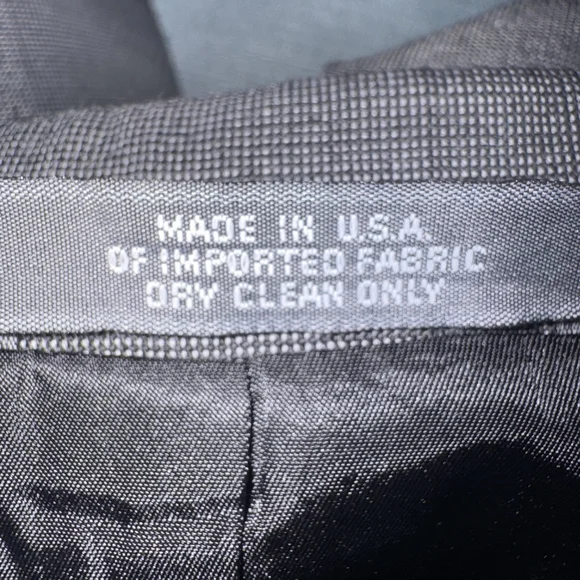 MADE IN U.S.A.
OF IMPORTED FABRIC
DRY CLEAN ONLY